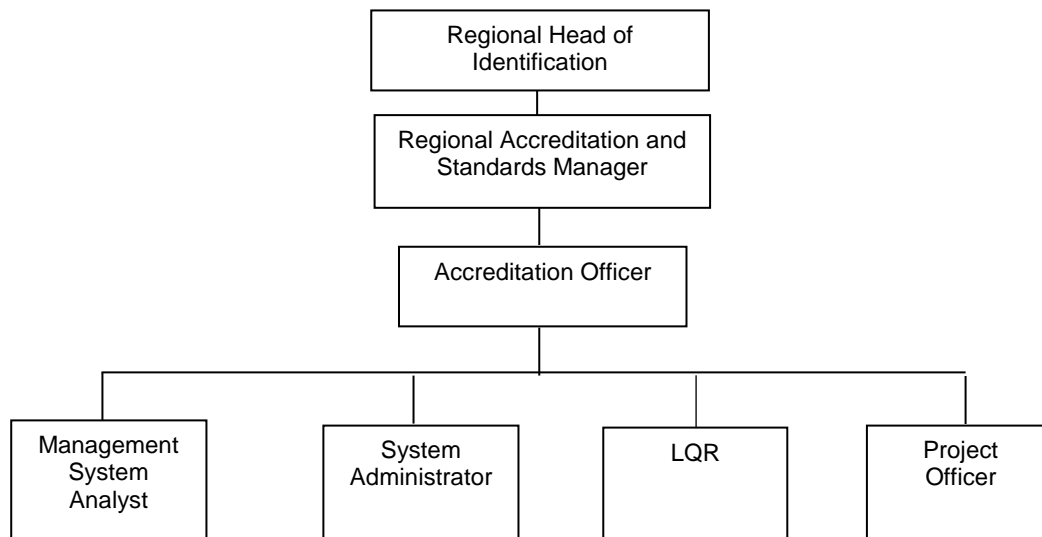 Regional Head of
Identification
Regional Accreditation and
Standards Manager
Accreditation Officer
Management
System
Analyst
System
Administrator
LQR
Project
Officer